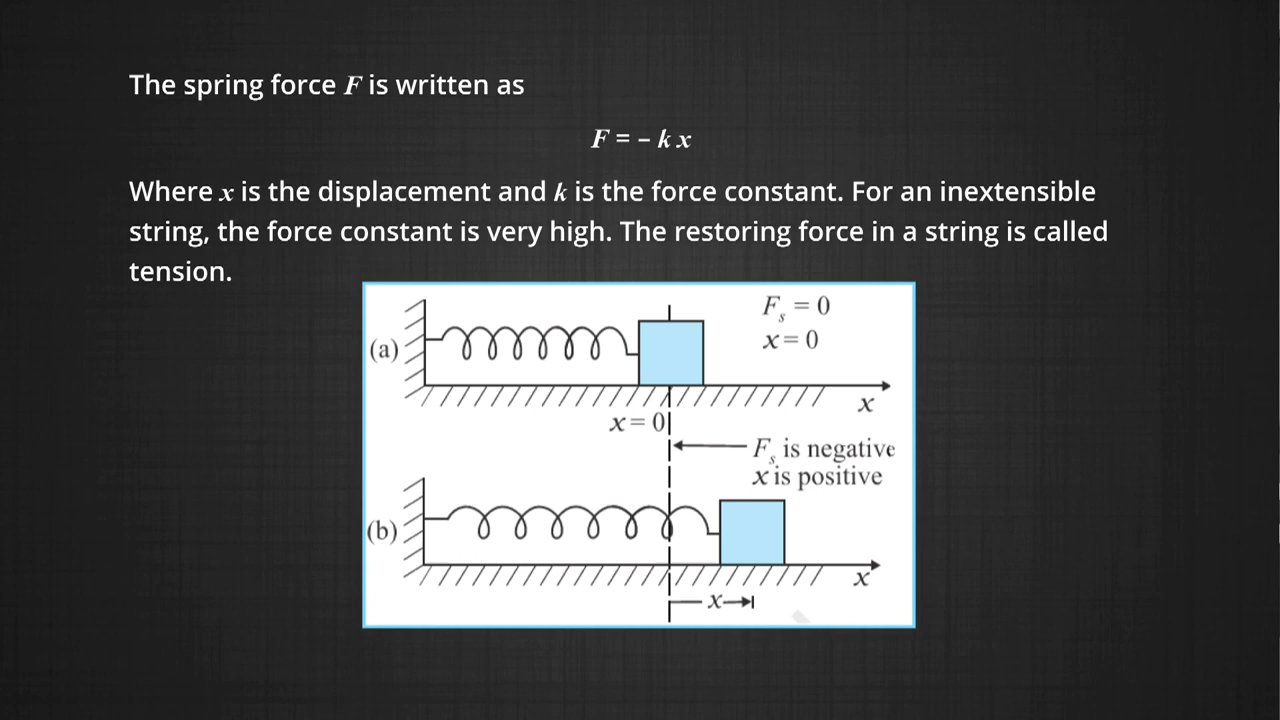 The spring force F is written as
F = – k x
Where x is the displacement and k is the force constant. For an inextensible
string, the force constant is very high. The restoring force in a string is called
tension.
F_s = 0
x = 0
(a)
x
x = 0
F_s is negative
x is positive
(b)
x
x